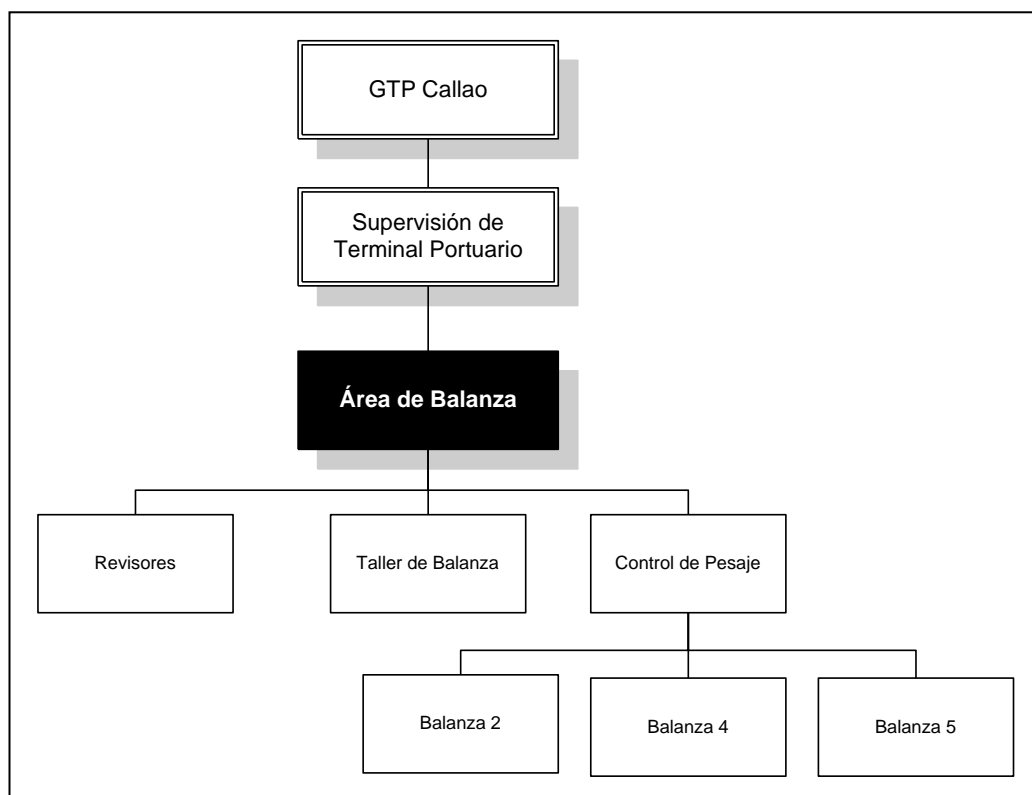 GTP Callao
Supervisión de
Terminal Portuario
Área de Balanza
Revisores
Taller de Balanza
Control de Pesaje
Balanza 2
Balanza 4
Balanza 5